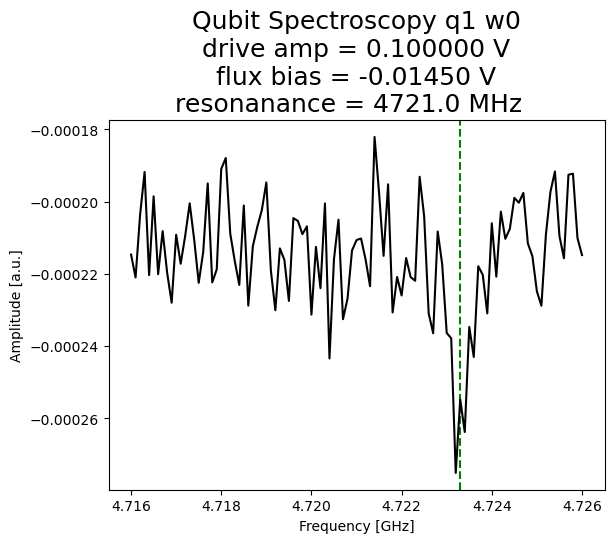 Qubit Spectroscopy q1 w0
drive amp = 0.100000 V
flux bias = -0.01450 V
resonanance = 4721.0 MHz
−0.00018
−0.00020
−0.00022
−0.00024
−0.00026
Amplitude [a.u.]
4.716 4.718 4.720 4.722 4.724 4.726
Frequency [GHz]